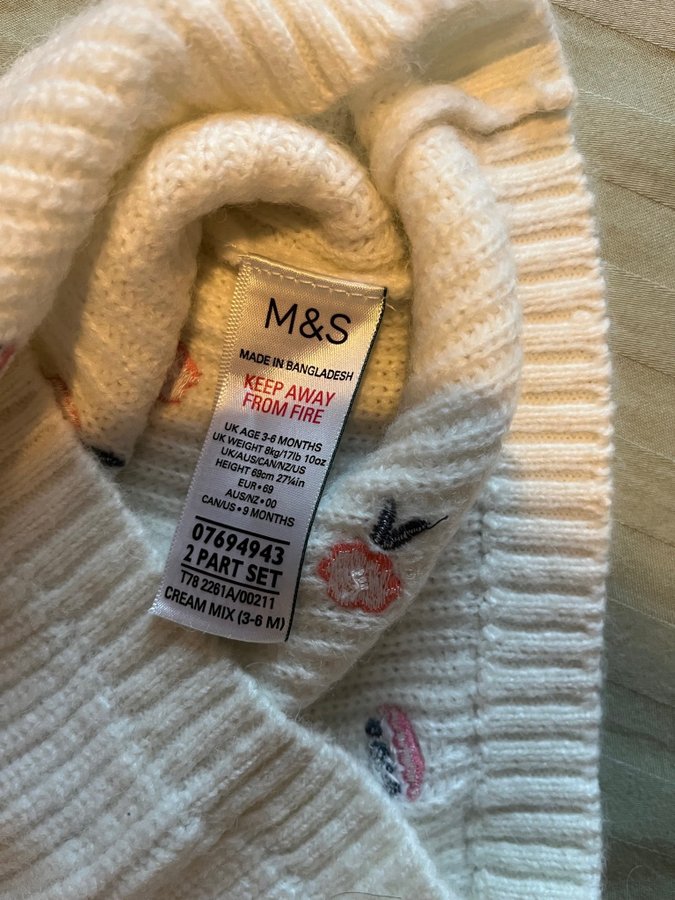 M&S
MADE IN BANGLADESH
KEEP AWAY
FROM FIRE
UK AGE 3-6 MONTHS
UK WEIGHT 8kg/17lb 10oz
UK/AUS/CAN/NZ/US
HEIGHT 69cm 27¼in
EUR•69
AUS/NZ•00
CAN/US•9 MONTHS
07694943
2 PART SET
T78 2261A/00211
CREAM MIX (3-6 M)